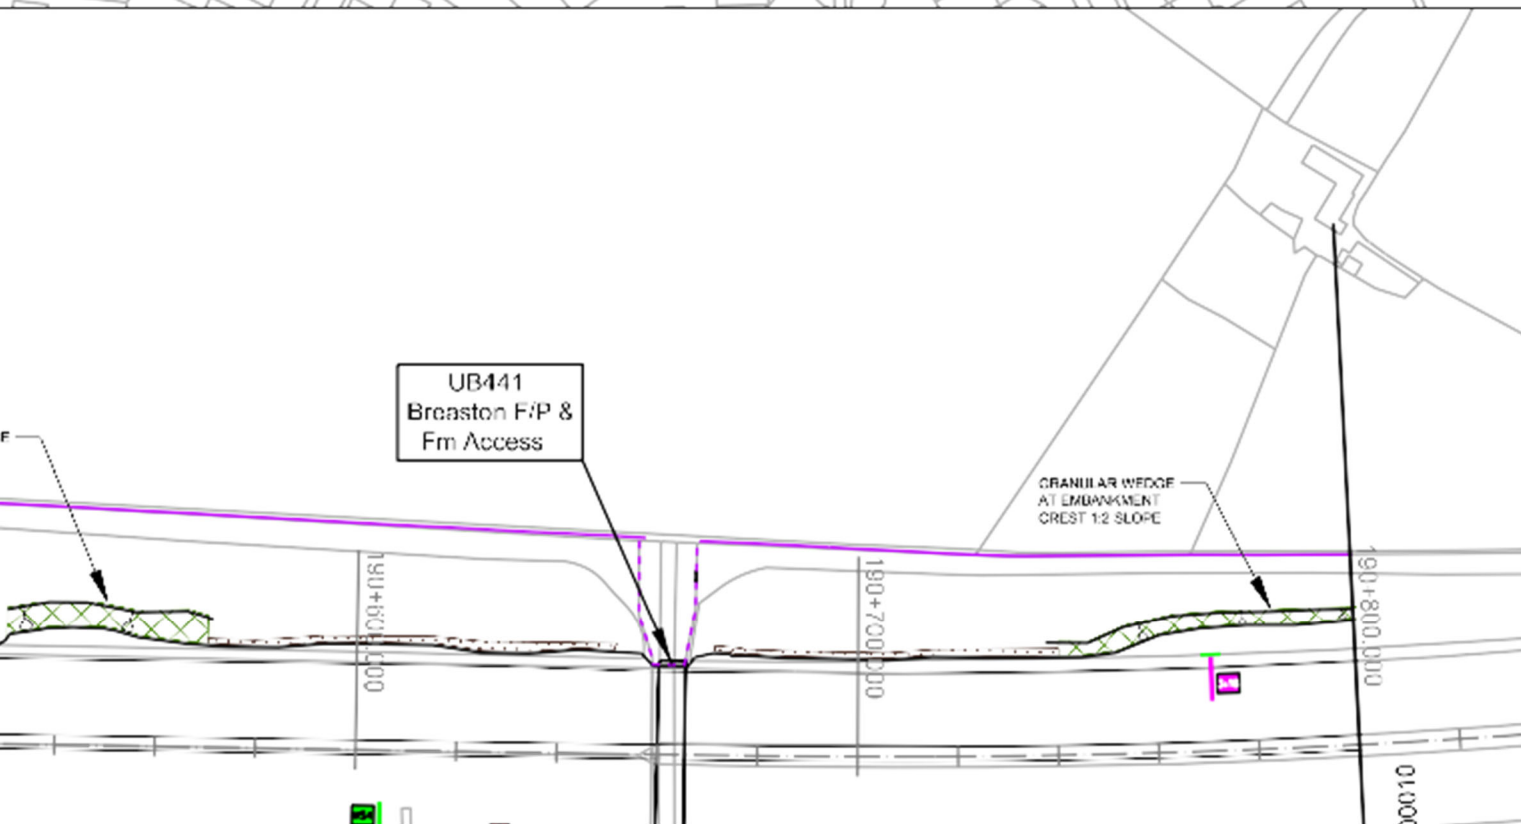 UB441
Breaston F/P &
Fm Access
E
GRANULAR WEDGE
AT EMBANKMENT
CREST 1:2 SLOPE
190+600.000
190+700.000
190+800.000
00010